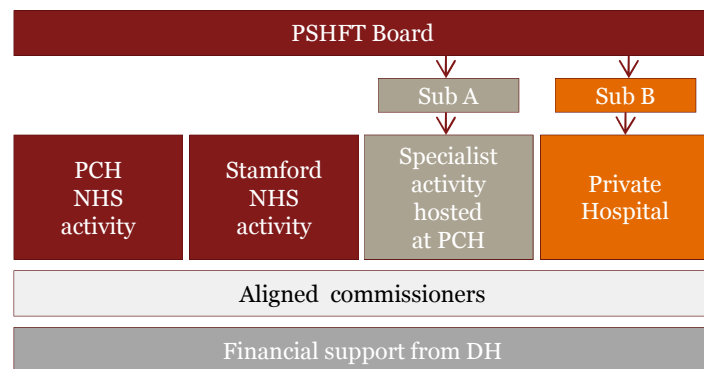 PSHFT Board
Sub A
Sub B
PCH
NHS
activity
Stamford
NHS
activity
Specialist
activity
hosted
at PCH
Private
Hospital
Aligned commissioners
Financial support from DH